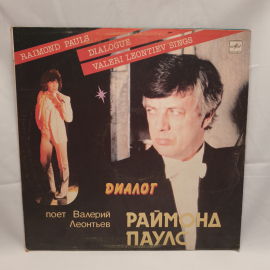 RAIMOND PAULS
DIALOGUE
VALERI LEONTIEV SINGS
ДИАЛОГ
поет Валерий
Леонтьев
РАЙМОНД
ПАУЛС